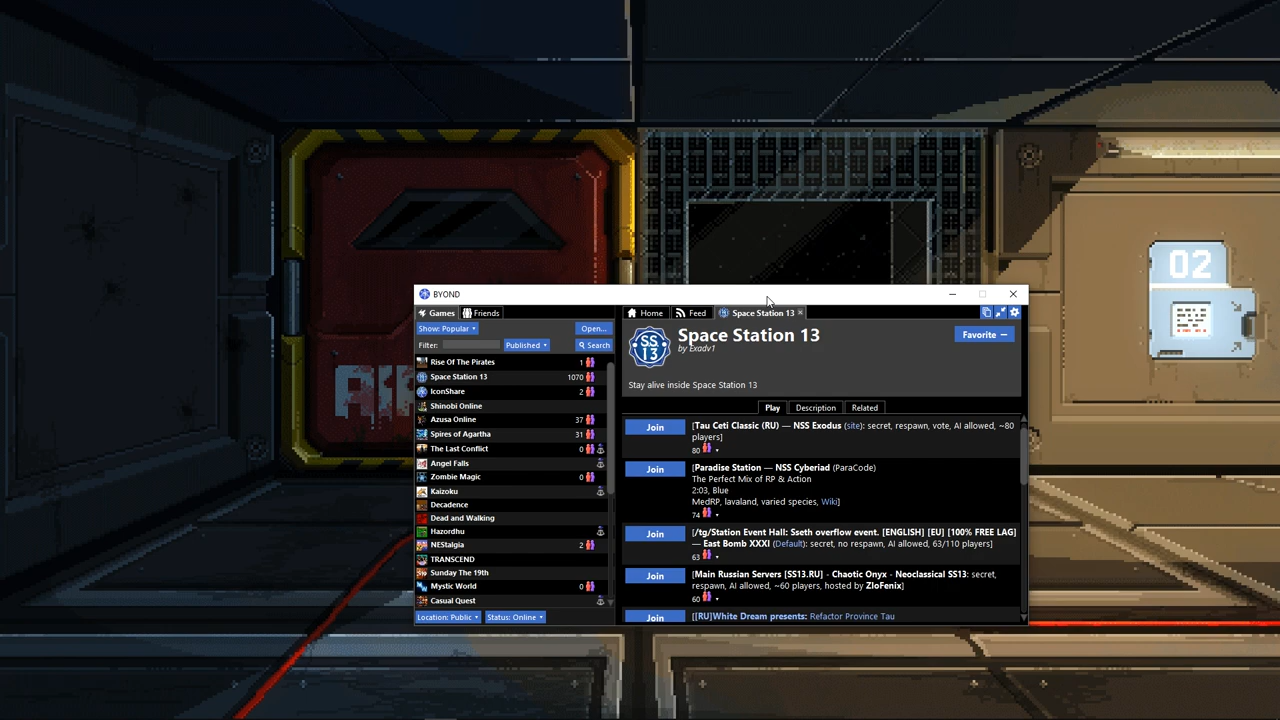 02
BYOND
Games Friends
Home Feed Space Station 13
Show: Popular Open...
Filter: Published Search
Rise Of The Pirates 1
Space Station 13 1070
IconShare 2
Shinobi Online
Azusa Online 37
Spires of Agartha 31
The Last Conflict 0
Angel Falls
Zombie Magic 0
Kaizoku
Decadence
Dead and Walking
Hazordhu
NEStalgia 2
TRANSCEND
Sunday The 19th
Mystic World 0
Casual Quest
Location: Public Status: Online
SS
13
Space Station 13
by Exadv1
Favorite
Stay alive inside Space Station 13
Play Description Related
Join
[Tau Ceti Classic (RU) — NSS Exodus (site): secret, respawn, vote, AI allowed, ~80
players]
80
Join
[Paradise Station — NSS Cyberiad (ParaCode)
The Perfect Mix of RP & Action
2:03, Blue
MedRP, lavaland, varied species, Wiki]
74
Join
[/tg/Station Event Hall: Sseth overflow event. [ENGLISH] [EU] [100% FREE LAG]
— East Bomb XXXI (Default): secret, no respawn, AI allowed, 63/110 players]
63
Join
[Main Russian Servers [SS13.RU] - Chaotic Onyx - Neoclassical SS13: secret,
respawn, AI allowed, ~60 players, hosted by ZloFenix]
60
Join
[[RU]White Dream presents: Refactor Province Tau